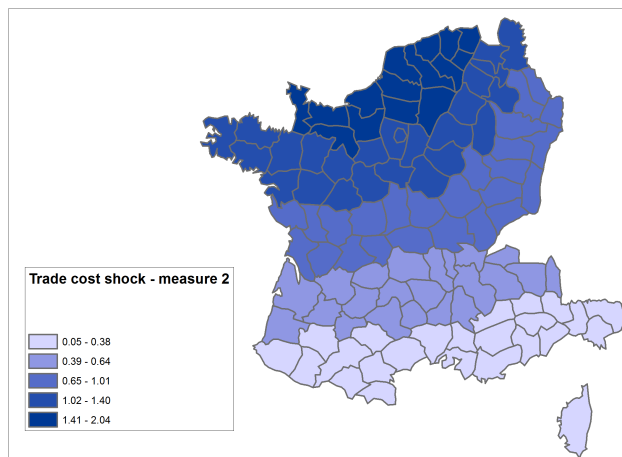 Trade cost shock - measure 2
0.05 - 0.38
0.39 - 0.64
0.65 - 1.01
1.02 - 1.40
1.41 - 2.04